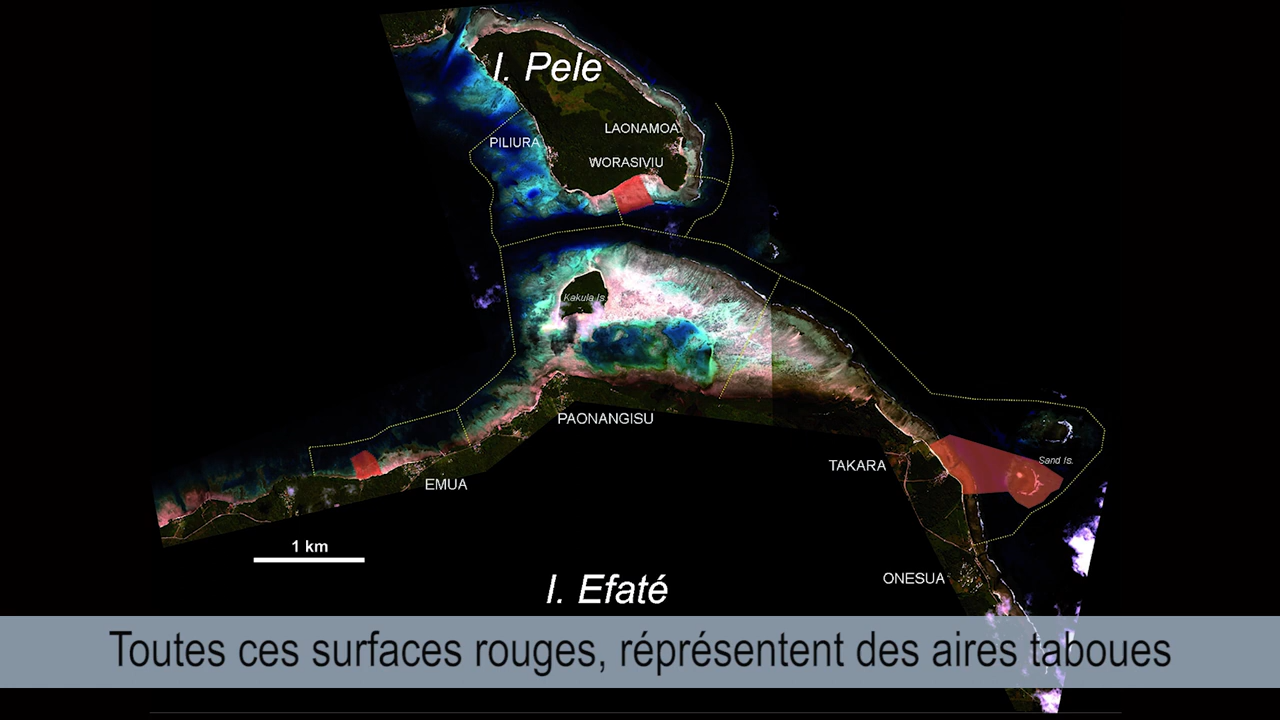 I. Pele
LAONAMOA
PILIURA
WORASIVIU
Kakula Is.
PAONANGISU
TAKARA
Sand Is.
EMUA
1 km
ONESUA
I. Efaté
Toutes ces surfaces rouges, réprésentent des aires taboues